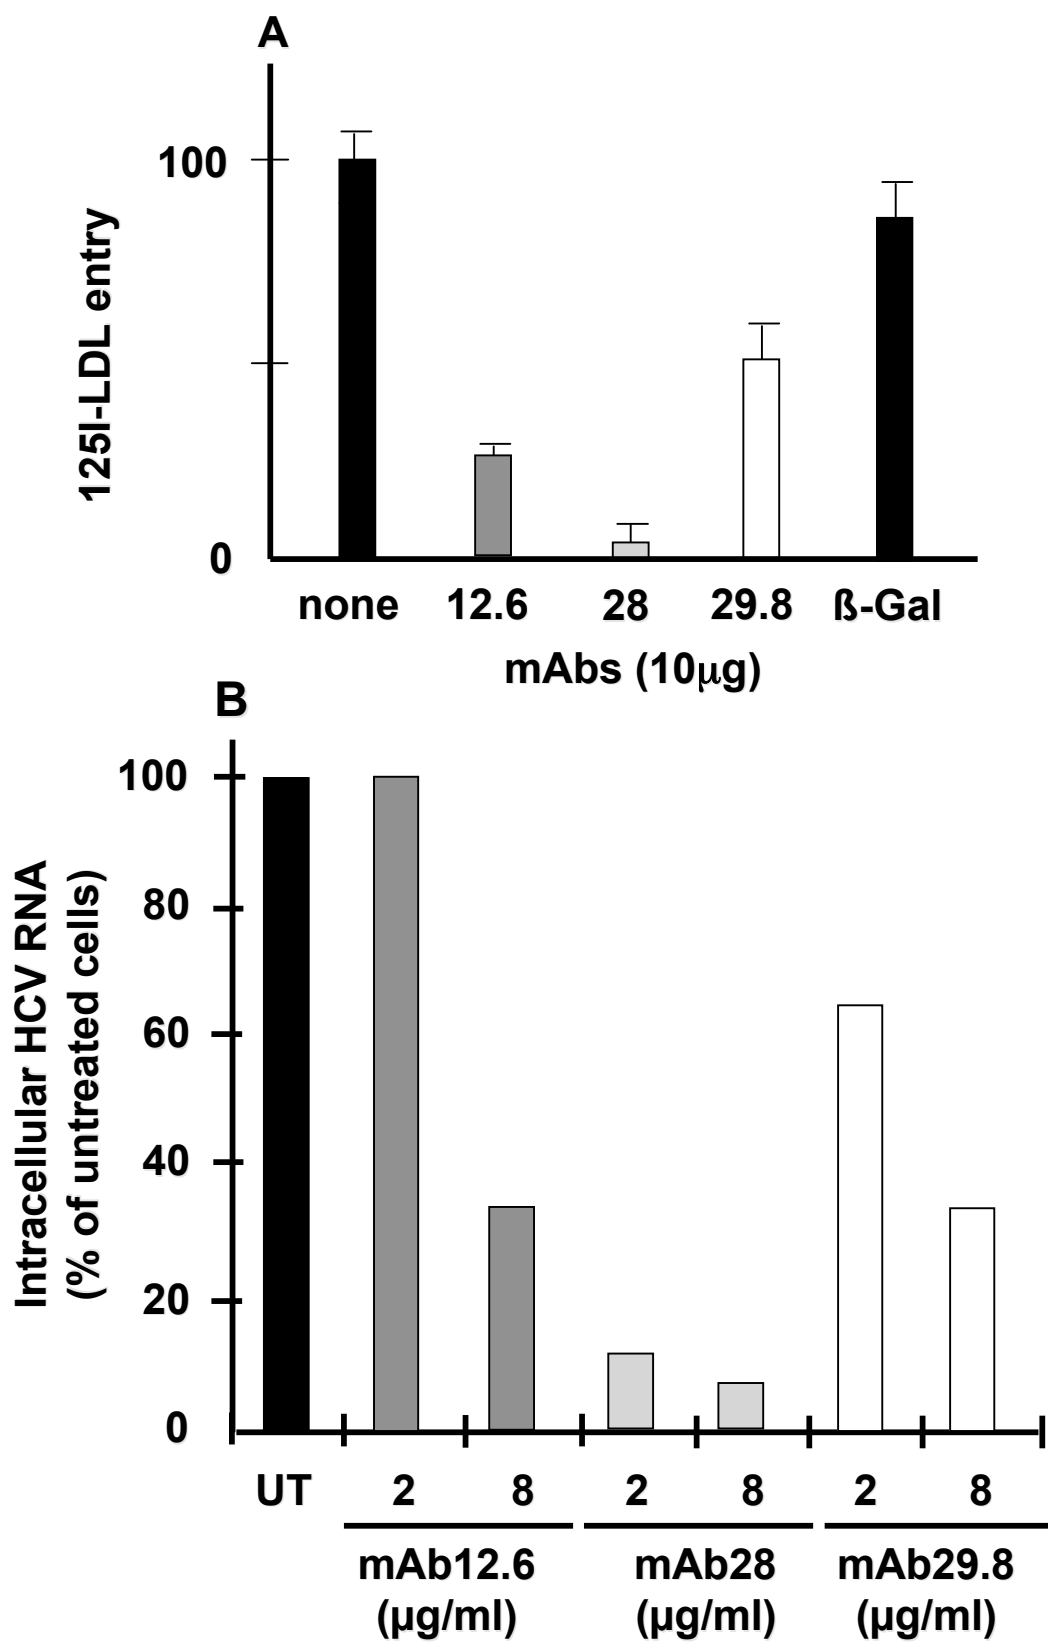 A
100
0
125I-LDL entry
none 12.6 28 29.8 ß-Gal
mAbs (10μg)
B
100
80
60
40
20
0
Intracellular HCV RNA
(% of untreated cells)
UT 2 8 2 8 2 8
mAb12.6 mAb28 mAb29.8
(μg/ml) (μg/ml) (μg/ml)